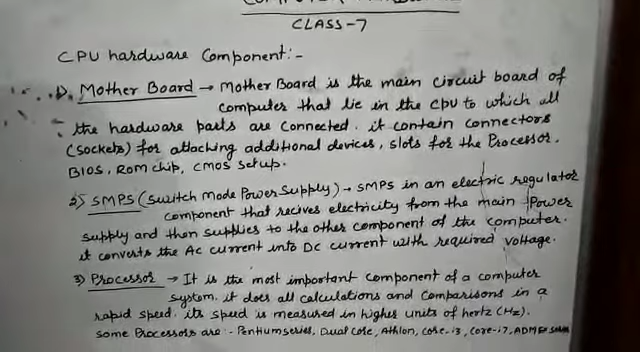 CLASS-7
CPU hardware Component:-
1). Mother Board → Mother Board is the main circuit board of
computer that lie in the CPU to which all
the hardware parts are connected. it contain connectors
(sockets) for attaching additional devices, slots for the Processor,
BIOS, Rom chip, CMOS setup.
2) SMPS (Switch Mode Power Supply) → SMPS in an electric regulator
component that recives electricity from the main Power
supply and then supplies to the other component of the computer.
it converts the Ac current into DC current with required voltage.
3) Processor → It is the most important component of a computer
system. it does all calculations and comparisons in a
rapid speed. its speed is measured in higher units of hertz (Hz).
Some Processors are:- Pentium series, Dual Core, Athlon, Core-i3, Core-i7,